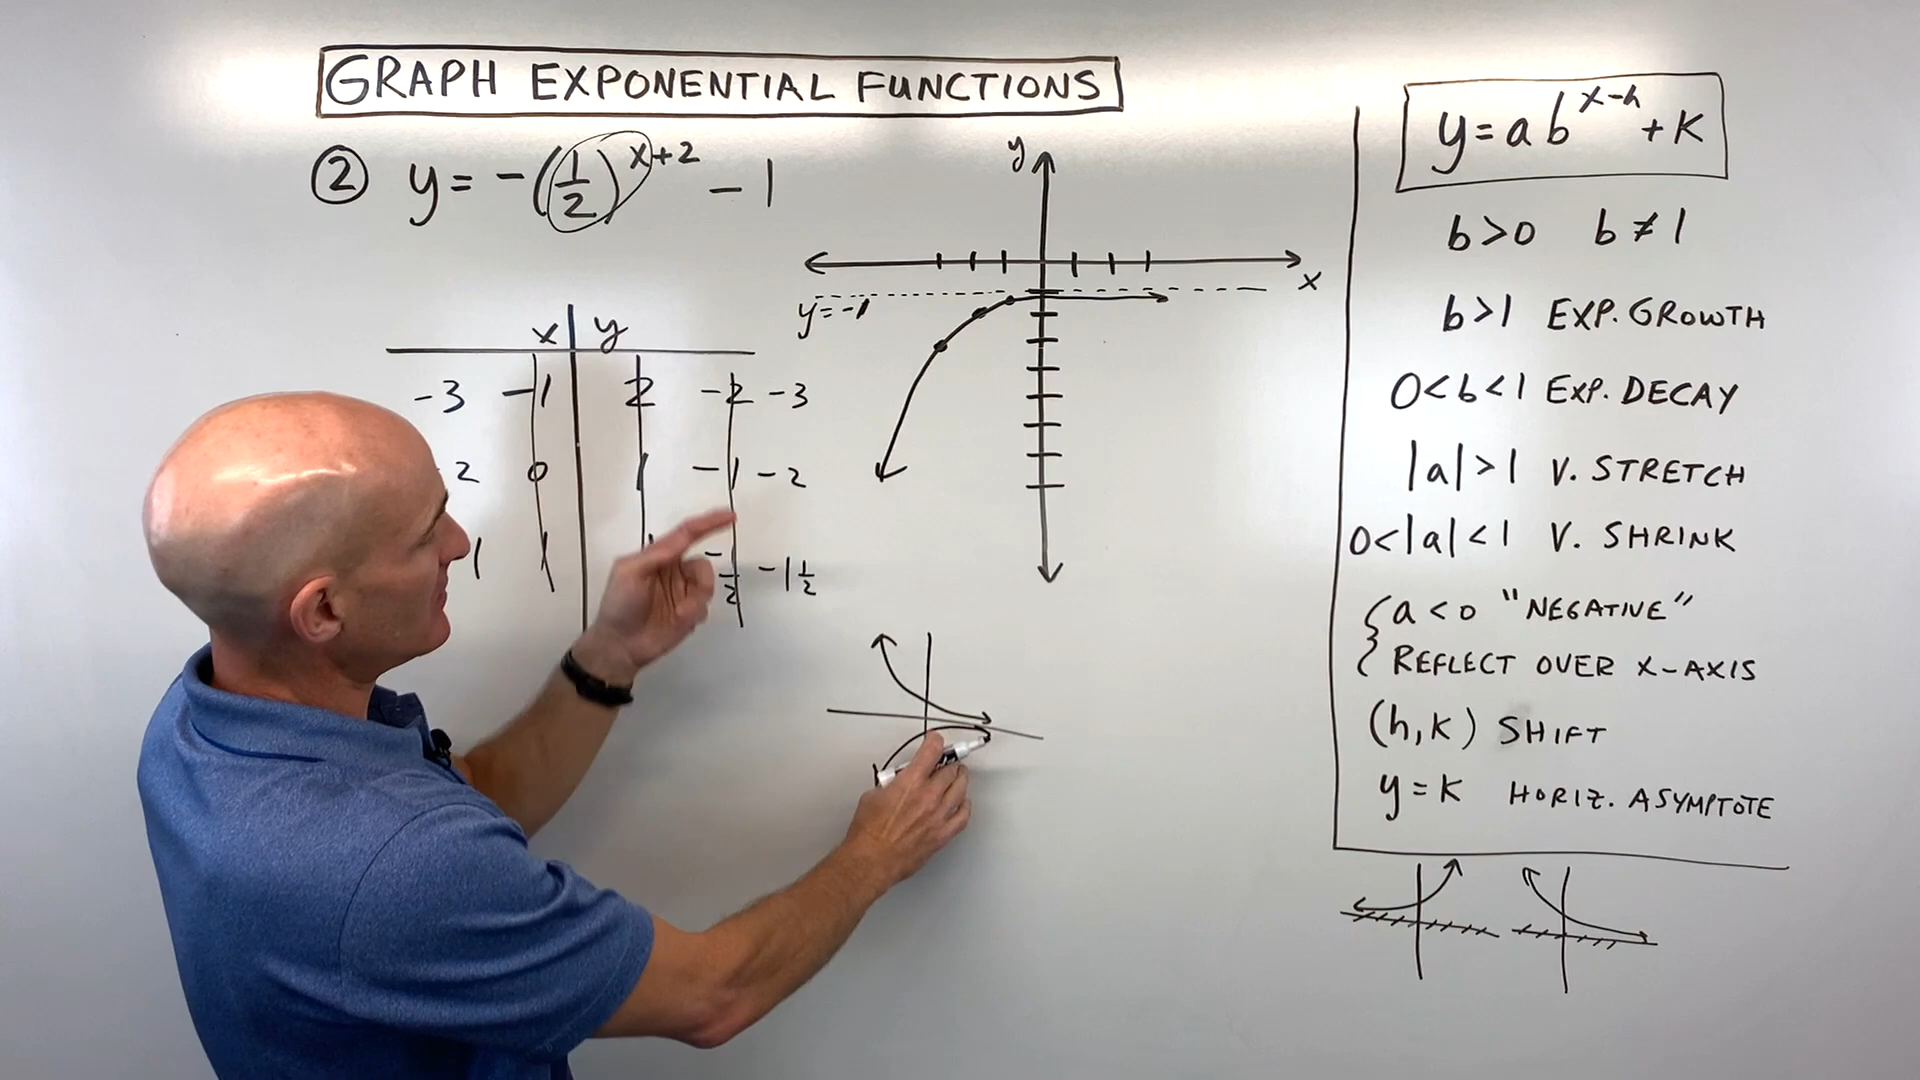 GRAPH EXPONENTIAL FUNCTIONS
② y = -(1/2)^(x+2) - 1
x y
-3 -1 2 -2 -3
2 0 1 -1 -2
1 1 -1/2 -1 1/2
y
x
y=-1
y = ab^(x-h) + k
b>0 b≠1
b>1 EXP. GROWTH
0<b<1 EXP. DECAY
|a|>1 V. STRETCH
0<|a|<1 V. SHRINK
a<0 "NEGATIVE"
REFLECT OVER X-AXIS
(h,k) SHIFT
y=k HORIZ. ASYMPTOTE